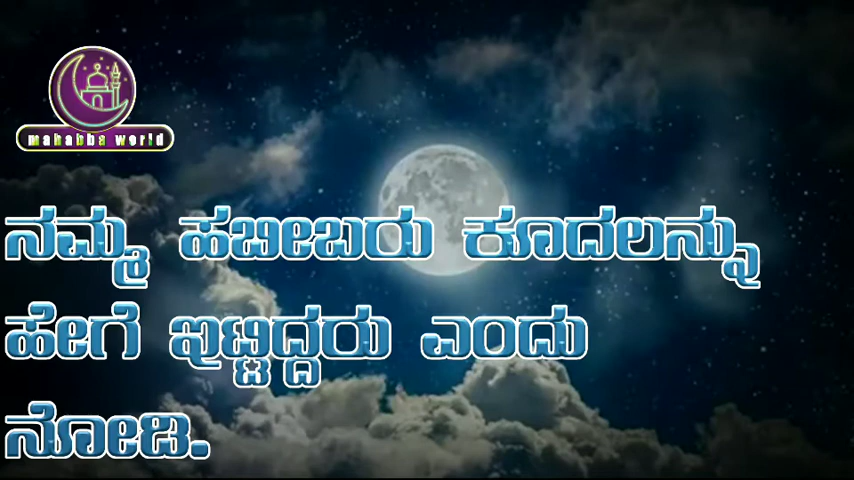 mahabba world
ನಮ್ಮ ಹಬೀಬರು ಕೂದಲನ್ನು
ಹೇಗೆ ಇಟ್ಟಿದ್ದರು ಎಂದು
ನೋಡಿ.